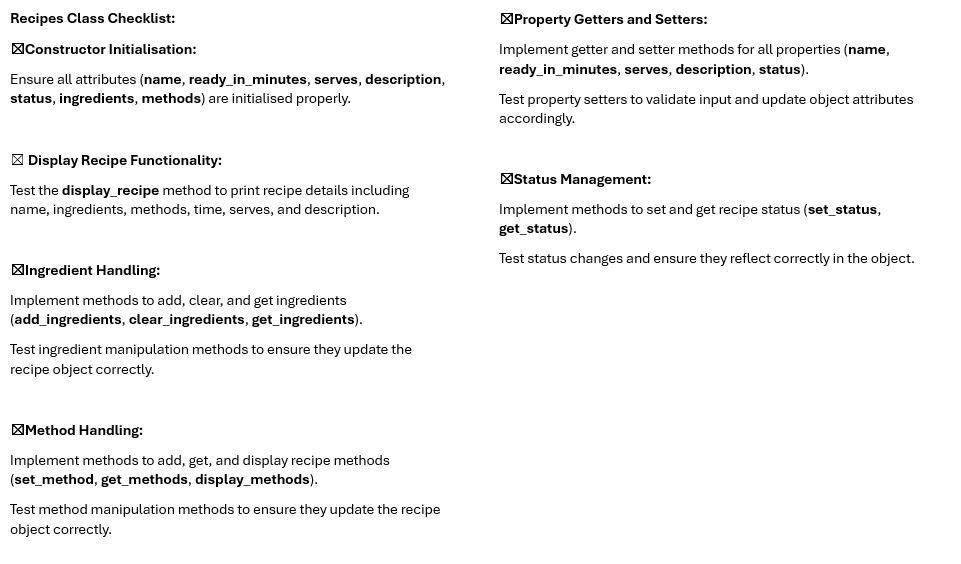 Recipes Class Checklist:
☒Constructor Initialisation:
Ensure all attributes (name, ready_in_minutes, serves, description,
status, ingredients, methods) are initialised properly.
☒ Display Recipe Functionality:
Test the display_recipe method to print recipe details including
name, ingredients, methods, time, serves, and description.
☒Ingredient Handling:
Implement methods to add, clear, and get ingredients
(add_ingredients, clear_ingredients, get_ingredients).
Test ingredient manipulation methods to ensure they update the
recipe object correctly.
☒Method Handling:
Implement methods to add, get, and display recipe methods
(set_method, get_methods, display_methods).
Test method manipulation methods to ensure they update the recipe
object correctly.
☒Property Getters and Setters:
Implement getter and setter methods for all properties (name,
ready_in_minutes, serves, description, status).
Test property setters to validate input and update object attributes
accordingly.
☒Status Management:
Implement methods to set and get recipe status (set_status,
get_status).
Test status changes and ensure they reflect correctly in the object.